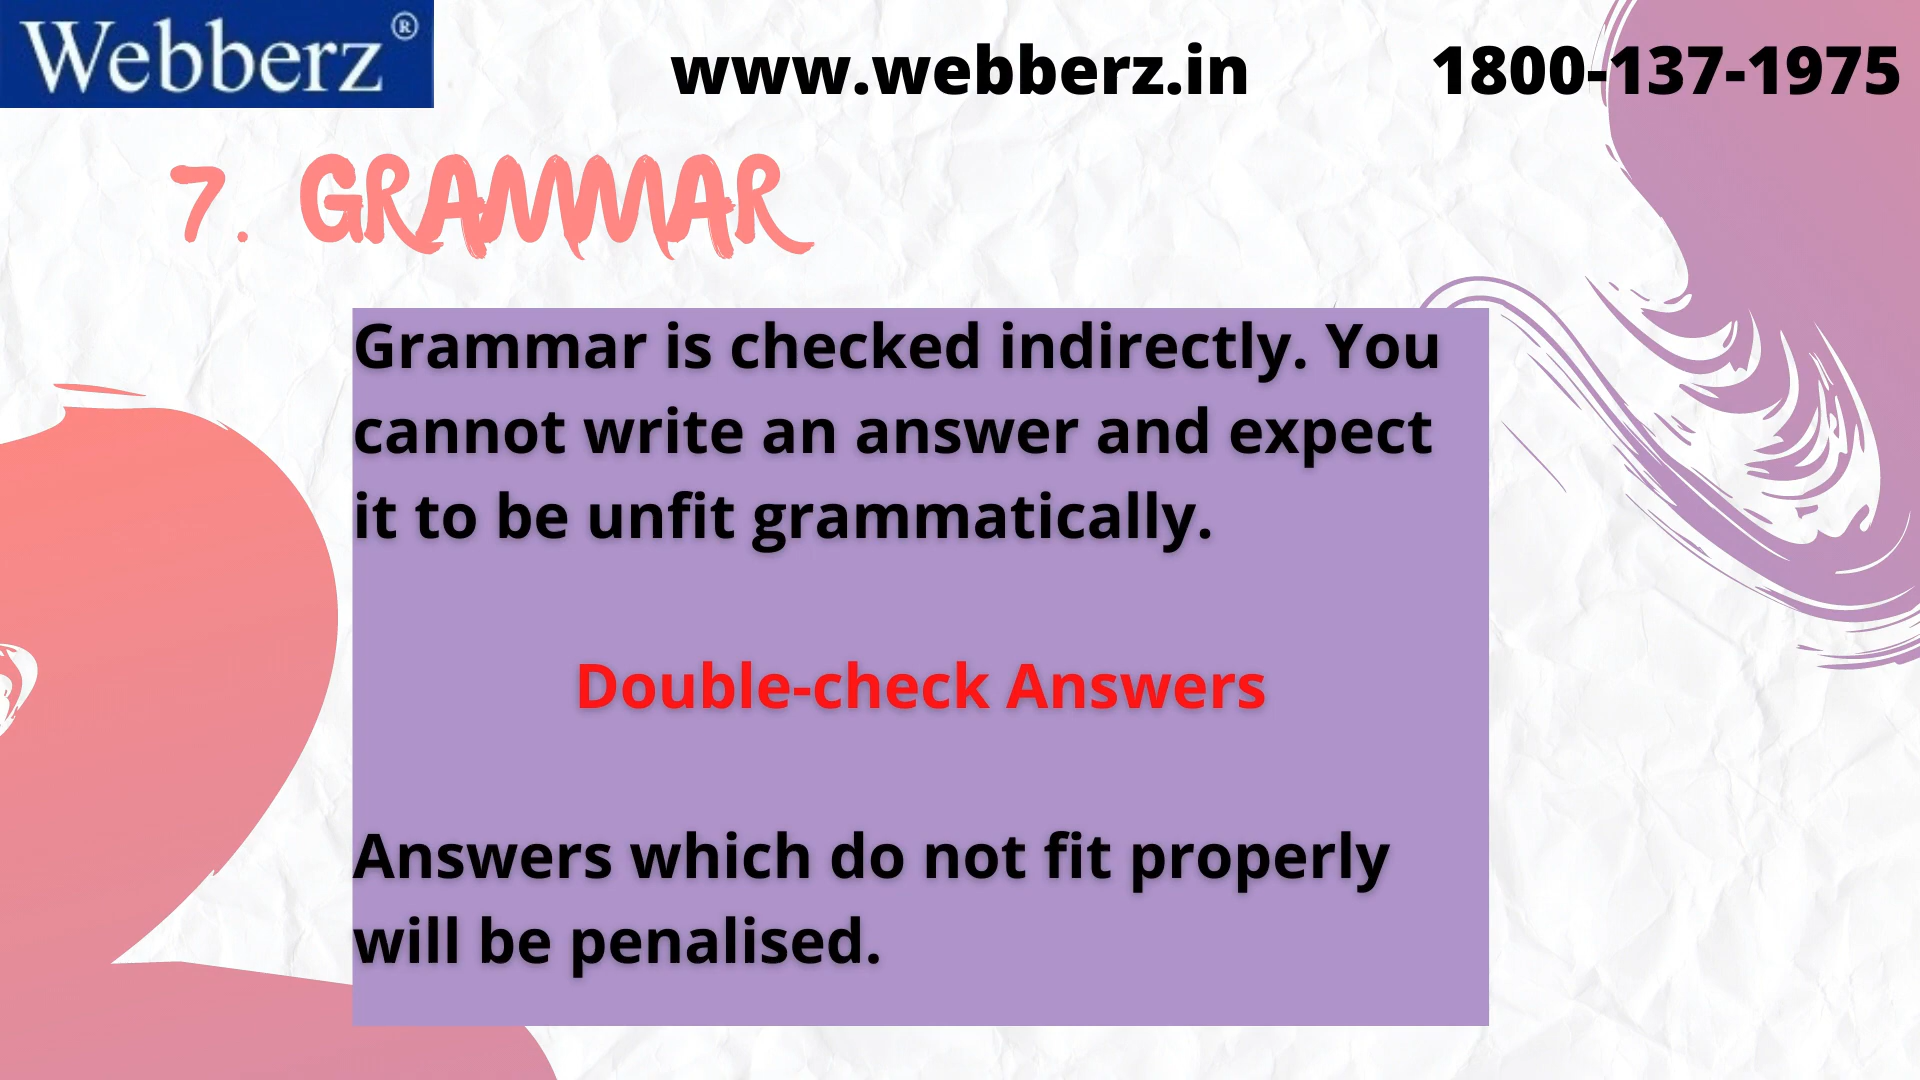 Webberz®
www.webberz.in
1800-137-1975
7. GRAMMAR
Grammar is checked indirectly. You
cannot write an answer and expect
it to be unfit grammatically.
Double-check Answers
Answers which do not fit properly
will be penalised.